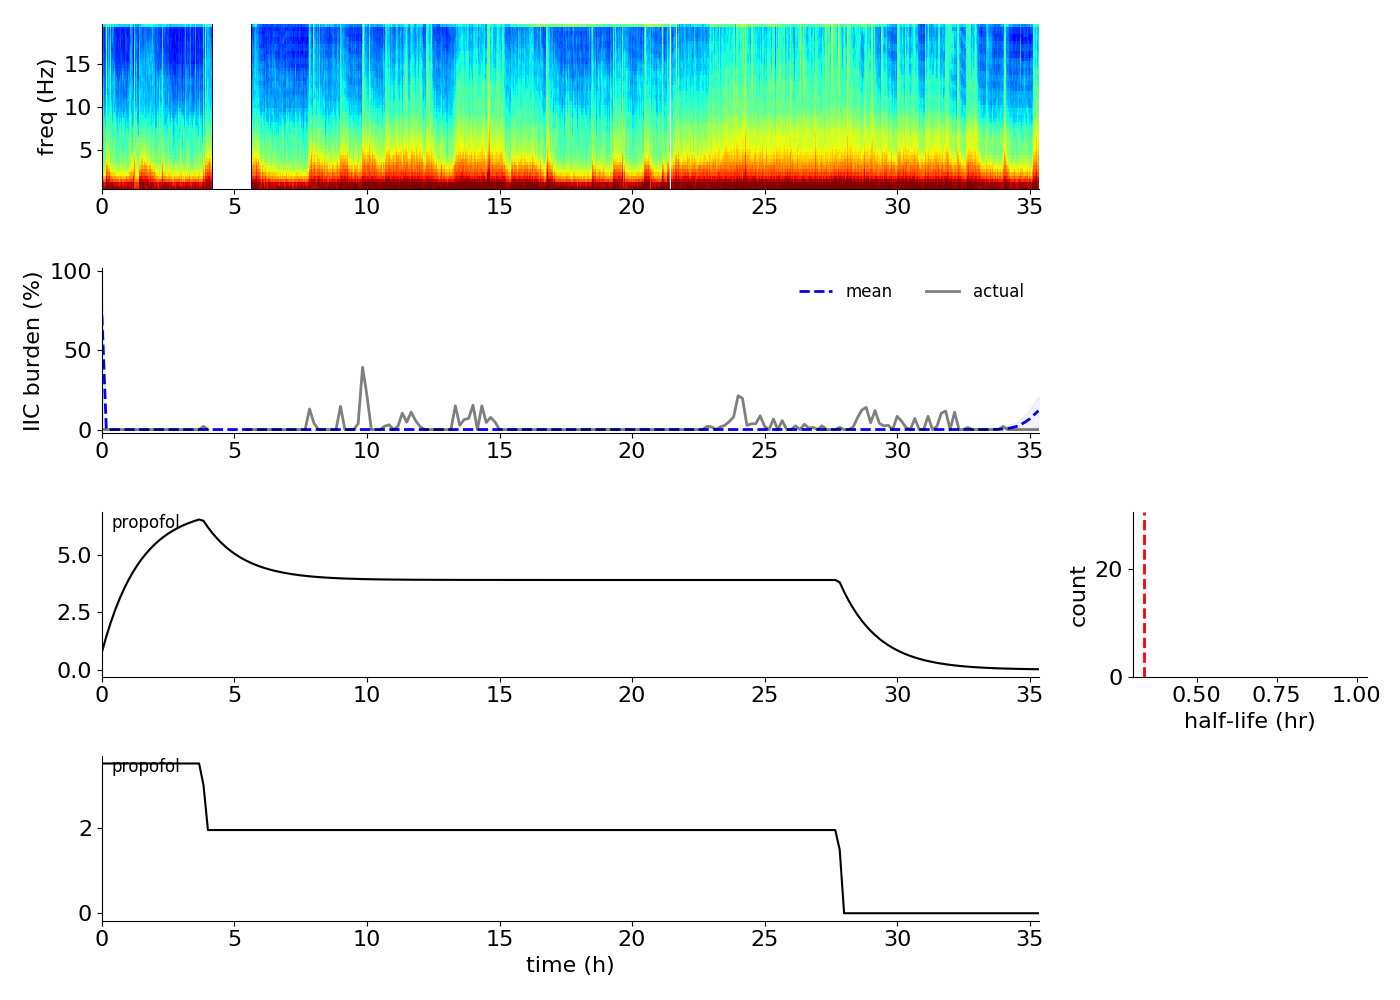 freq (Hz)
15
10
5
0 5 10 15 20 25 30 35
IIC burden (%)
100
50
0
mean actual
0 5 10 15 20 25 30 35
propofol
5.0
2.5
0.0
0 5 10 15 20 25 30 35
count
20
0
0.50 0.75 1.00
half-life (hr)
propofol
2
0
0 5 10 15 20 25 30 35
time (h)